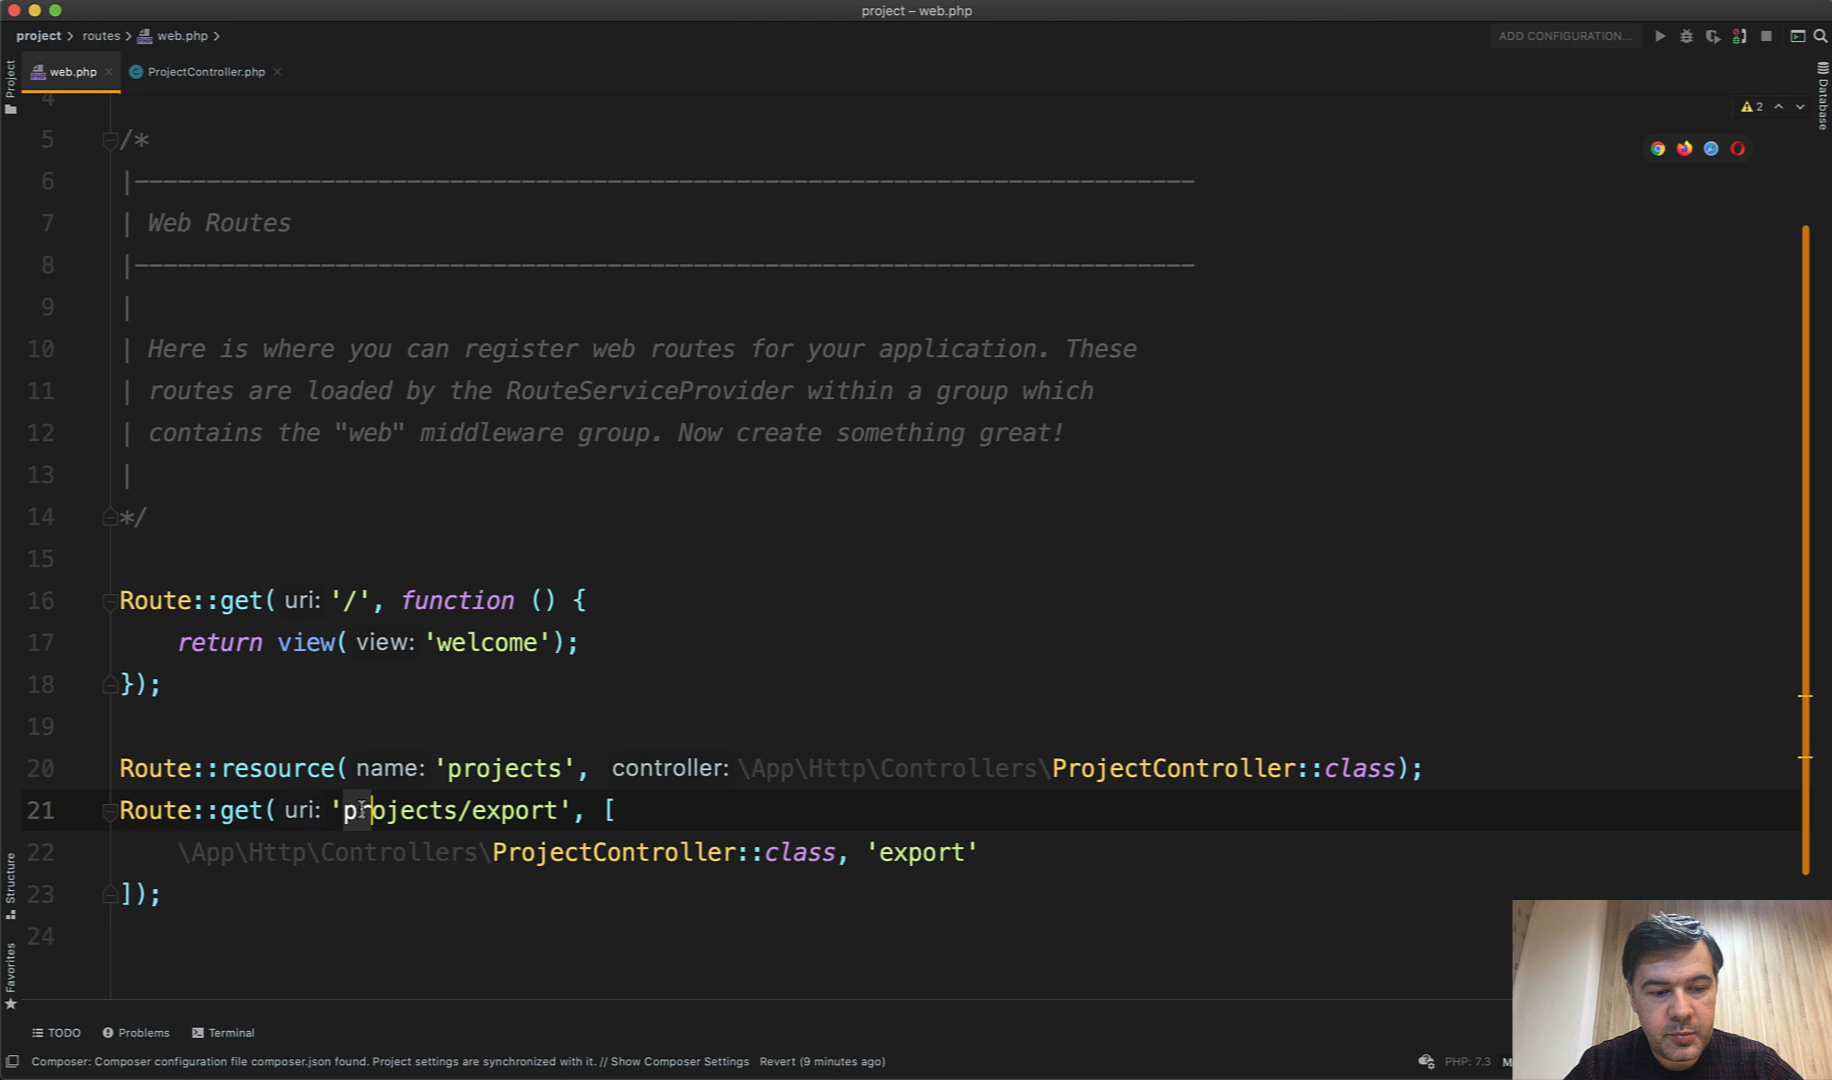 project – web.php
project > routes > web.php >
ADD CONFIGURATION...
Project
web.php
ProjectController.php
Database
2
4
5 /*
6 |--------------------------------------------------------------------------
7 | Web Routes
8 |--------------------------------------------------------------------------
9 |
10 | Here is where you can register web routes for your application. These
11 | routes are loaded by the RouteServiceProvider within a group which
12 | contains the "web" middleware group. Now create something great!
13 |
14 */
15
16 Route::get( uri: '/', function () {
17 return view( view: 'welcome');
18 });
19
20 Route::resource( name: 'projects', controller: \App\Http\Controllers\ProjectController::class);
21 Route::get( uri: 'projects/export', [
22 \App\Http\Controllers\ProjectController::class, 'export'
23 ]);
24
Structure
Favorites
TODO
Problems
Terminal
Composer: Composer configuration file composer.json found. Project settings are synchronized with it. // Show Composer Settings Revert (9 minutes ago)
PHP: 7.3